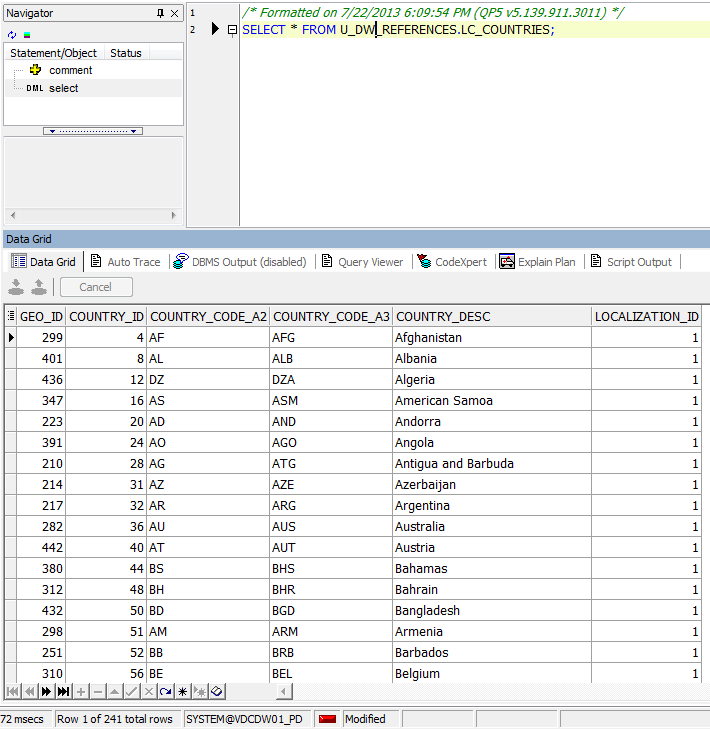 Navigator
Statement/Object Status
comment
DML select
1 /* Formatted on 7/22/2013 6:09:54 PM (QP5 v5.139.911.3011) */
2 SELECT * FROM U_DW_REFERENCES.LC_COUNTRIES;
Data Grid
Data Grid Auto Trace DBMS Output (disabled) Query Viewer CodeXpert Explain Plan Script Output
Cancel
GEO_ID COUNTRY_ID COUNTRY_CODE_A2 COUNTRY_CODE_A3 COUNTRY_DESC LOCALIZATION_ID
299 4 AF AFG Afghanistan 1
401 8 AL ALB Albania 1
436 12 DZ DZA Algeria 1
347 16 AS ASM American Samoa 1
223 20 AD AND Andorra 1
391 24 AO AGO Angola 1
210 28 AG ATG Antigua and Barbuda 1
214 31 AZ AZE Azerbaijan 1
217 32 AR ARG Argentina 1
282 36 AU AUS Australia 1
442 40 AT AUT Austria 1
380 44 BS BHS Bahamas 1
312 48 BH BHR Bahrain 1
432 50 BD BGD Bangladesh 1
298 51 AM ARM Armenia 1
251 52 BB BRB Barbados 1
310 56 BE BEL Belgium 1
72 msecs Row 1 of 241 total rows SYSTEM@VDCDW01_PD Modified